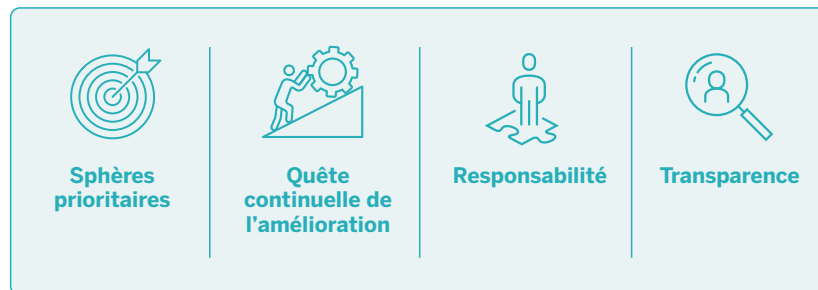 Sphères
prioritaires
Quête
continuelle de
l’amélioration
Responsabilité
Transparence